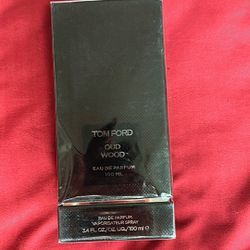 TOM FORD
OUD
WOOD
EAU DE PARFUM
100 ML
EAU DE PARFUM
VAPORISATEUR SPRAY
3.4 FL.OZ./OZ. LIQ./100 ml ℮